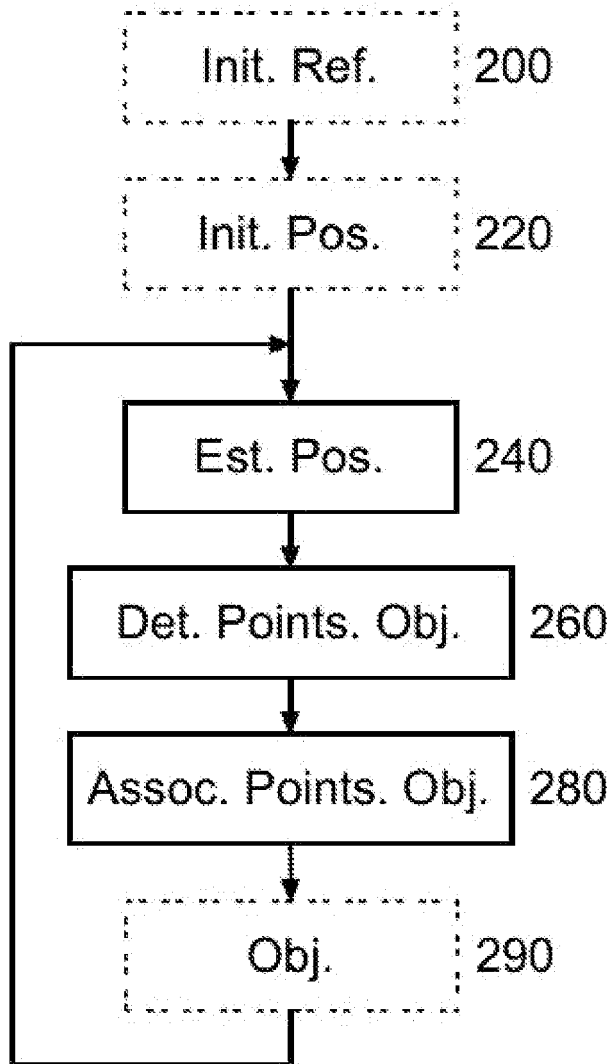 Init. Ref. 200
Init. Pos. 220
Est. Pos. 240
Det. Points. Obj. 260
Assoc. Points. Obj. 280
Obj. 290